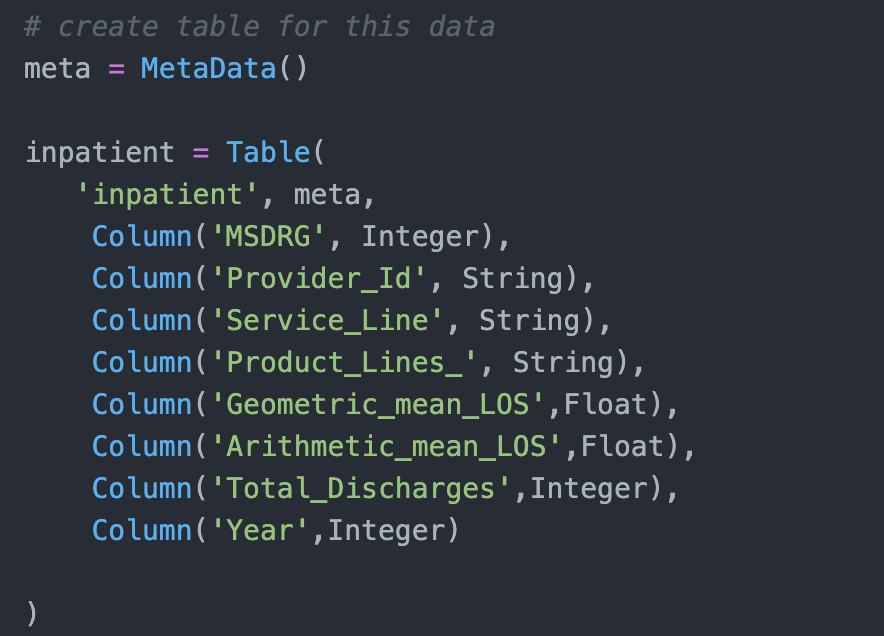 # create table for this data
meta = MetaData()
inpatient = Table(
'inpatient', meta,
Column('MSDRG', Integer),
Column('Provider_Id', String),
Column('Service_Line', String),
Column('Product_Lines_', String),
Column('Geometric_mean_LOS',Float),
Column('Arithmetic_mean_LOS',Float),
Column('Total_Discharges',Integer),
Column('Year',Integer)
)